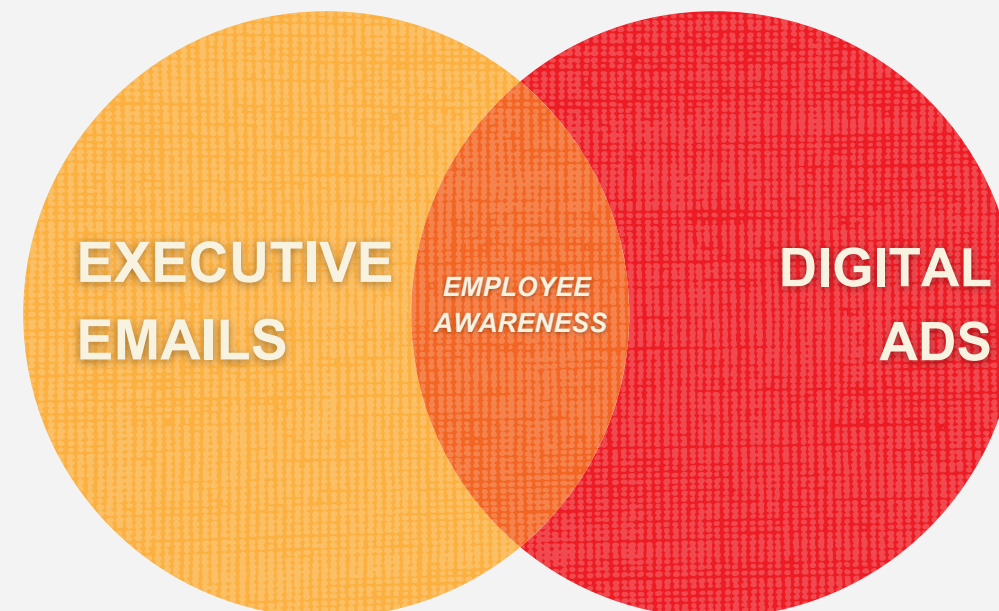 EXECUTIVE
EMAILS
EMPLOYEE
AWARENESS
DIGITAL
ADS